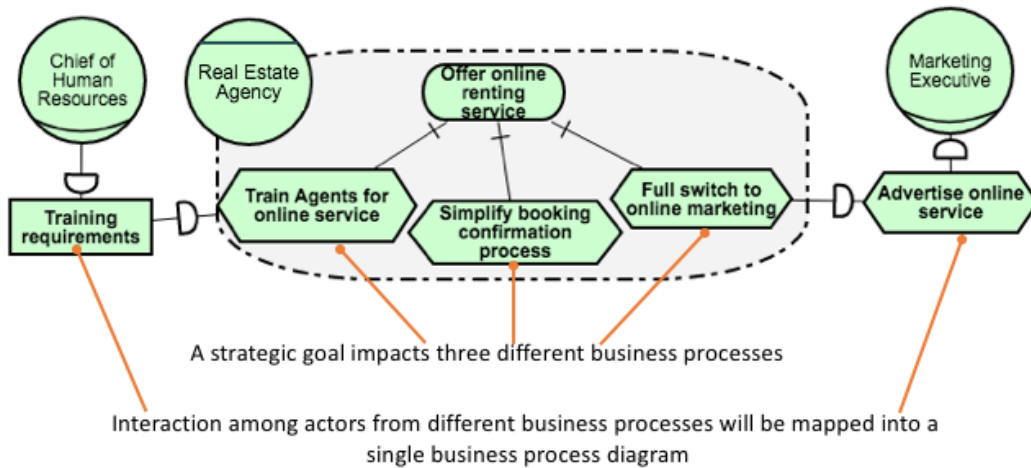 Chief of
Human
Resources
Real Estate
Agency
Offer online
renting
service
Marketing
Executive
Training
requirements
Train Agents for
online service
Simplify booking
confirmation
process
Full switch to
online marketing
Advertise online
service
A strategic goal impacts three different business processes
Interaction among actors from different business processes will be mapped into a
single business process diagram